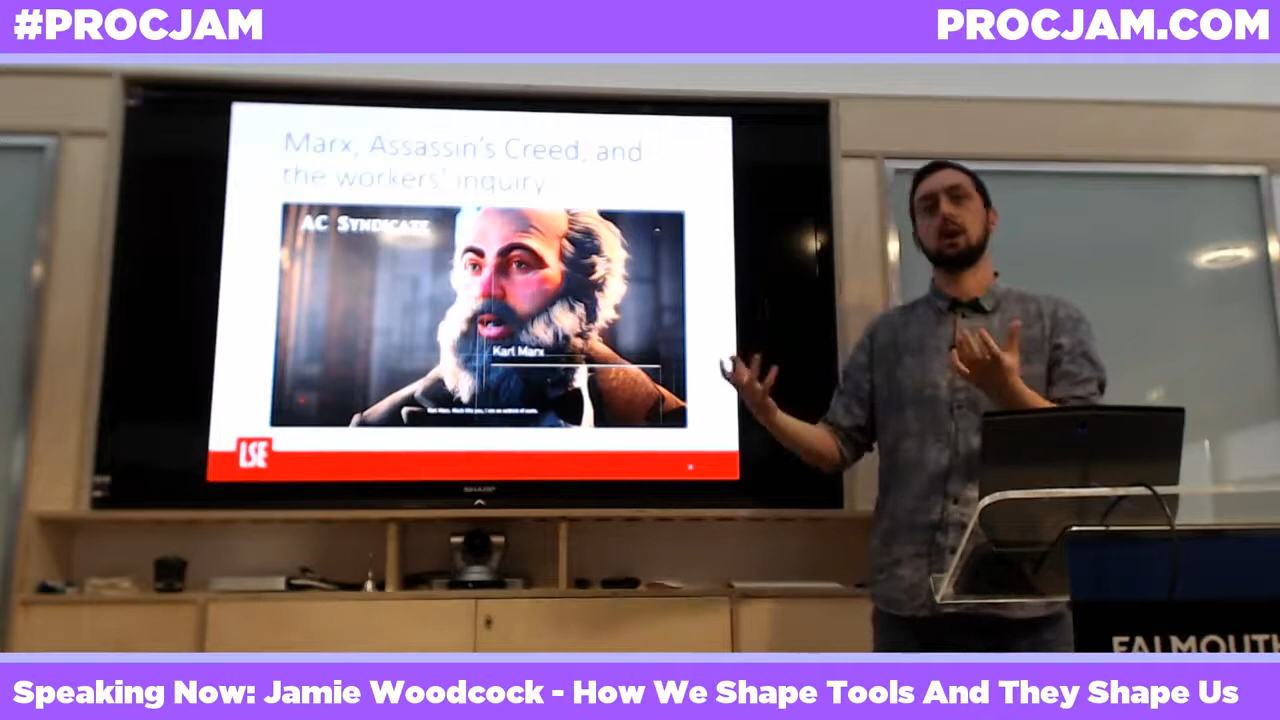 #PROCJAM
PROCJAM.COM
Marx, Assassin's Creed, and
the workers' inquiry
AC SYNDICATE
Karl Marx
LSE
SHARP
FALMOUTH
Speaking Now: Jamie Woodcock - How We Shape Tools And They Shape Us